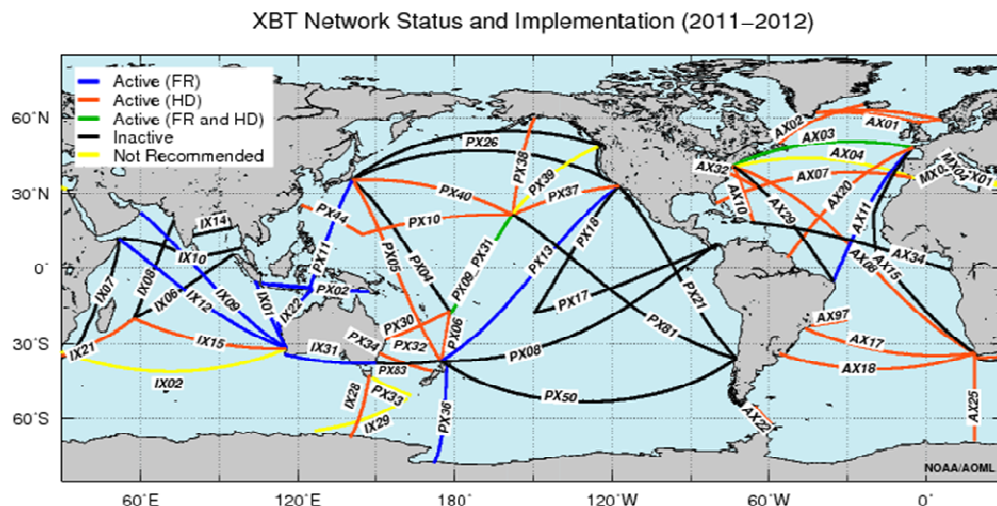 XBT Network Status and Implementation (2011–2012)
Active (FR)
Active (HD)
Active (FR and HD)
Inactive
Not Recommended
60˚N
30˚N
0˚
30˚S
60˚S
60˚E
120˚E
180˚
120˚W
60˚W
0˚
PX26
PX38
PX39
PX40
PX37
PX44
PX10
PX11
PX05
PX04
PX09_PX31
PX13
PX18
PX02
PX17
PX21
PX81
PX30
PX06
PX34
PX32
PX08
PX53
PX50
PX33
PX36
IX14
IX10
IX07
IX08
IX06
IX12
IX09
IX01
IX22
IX21
IX15
IX31
IX02
IX28
IX29
AX02
AX01
AX03
AX04
AX32
AX07
AX10
AX20
AX29
AX11
AX08
AX15
AX34
AX97
AX17
AX18
AX22
AX25
MX04
NOAA/AOML